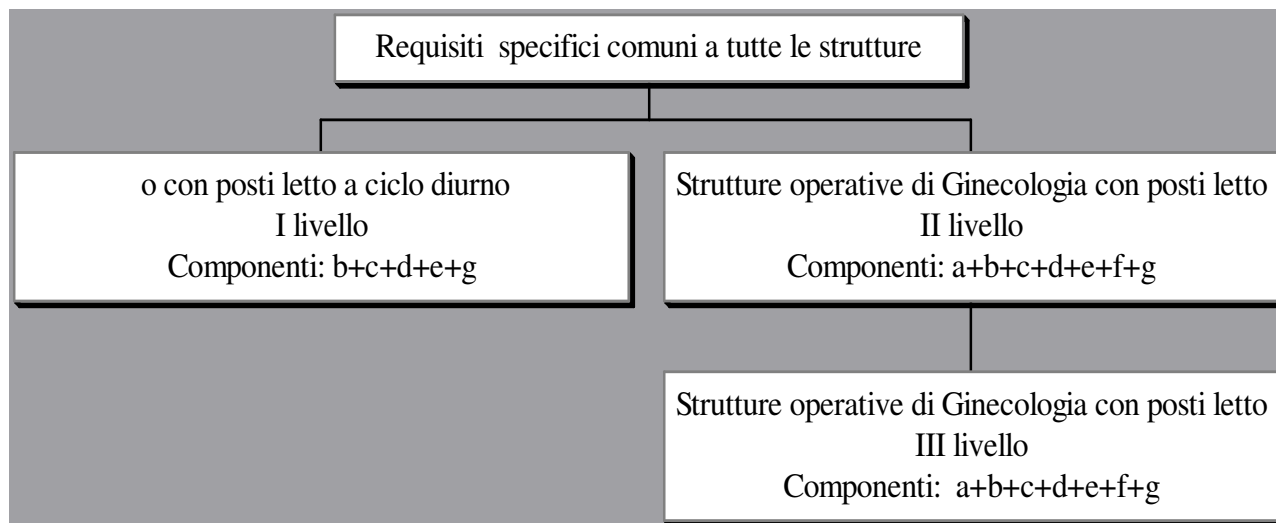 Requisiti specifici comuni a tutte le strutture
o con posti letto a ciclo diurno
I livello
Componenti: b+c+d+e+g
Strutture operative di Ginecologia con posti letto
II livello
Componenti: a+b+c+d+e+f+g
Strutture operative di Ginecologia con posti letto
III livello
Componenti: a+b+c+d+e+f+g